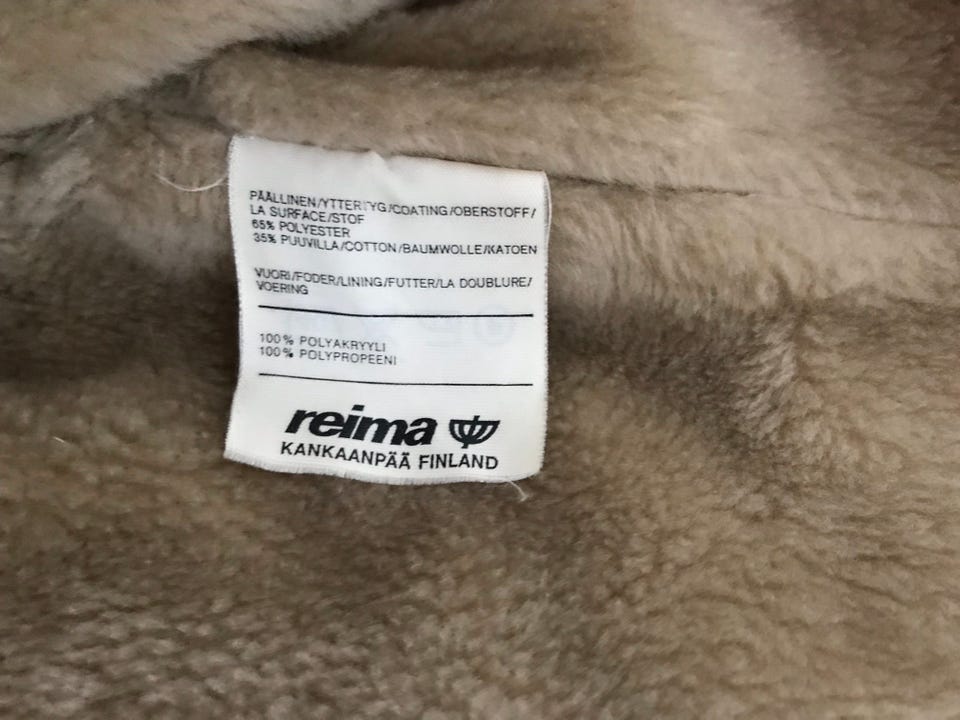 PÄÄLLINEN/YTTERTYG/COATING/OBERSTOFF/
LA SURFACE/STOF
65% POLYESTER
35% PUUVILLA/COTTON/BAUMWOLLE/KATOEN
VUORI/FODER/LINING/FUTTER/LA DOUBLURE/
VOERING
100% POLYAKRYYLI
100% POLYPROPEENI
reima
KANKAANPÄÄ FINLAND